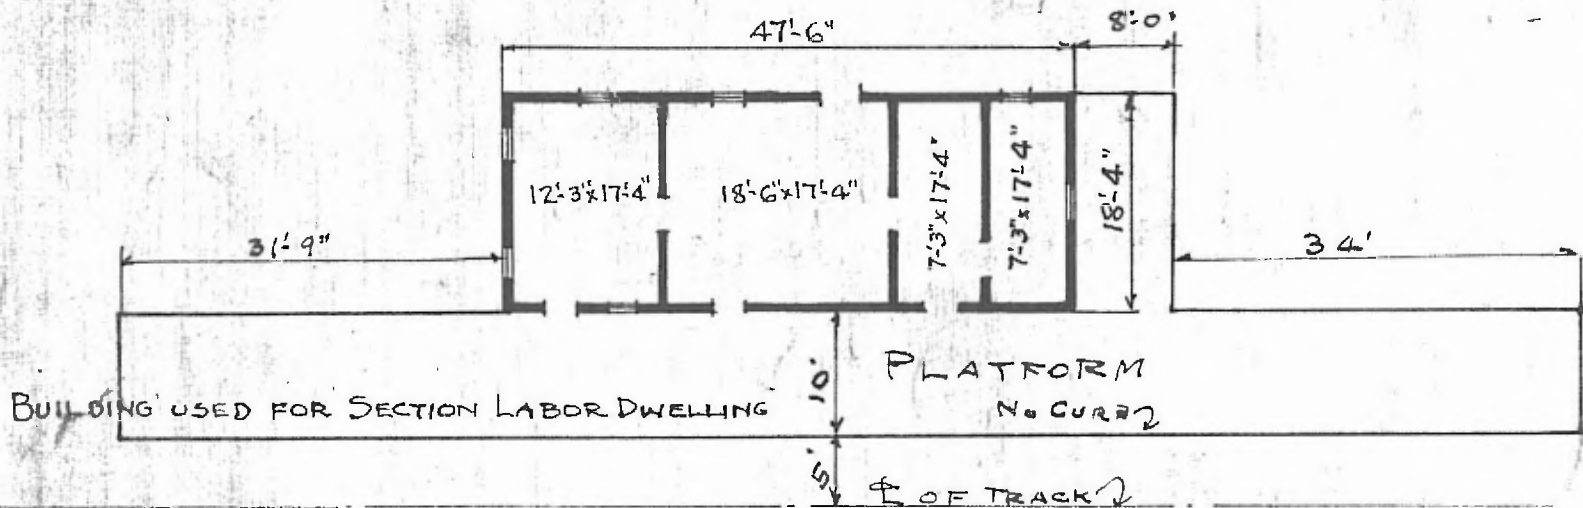 47'-6"
8'-0"
12'-3"x17'-4"
18'-6"x17'-4"
7'-3"x17'-4"
7'-3"x17'-4"
18'-4"
31'-9"
34'
10'
PLATFORM
BUILDING USED FOR SECTION LABOR DWELLING
No CURB
5'
℄ OF TRACK